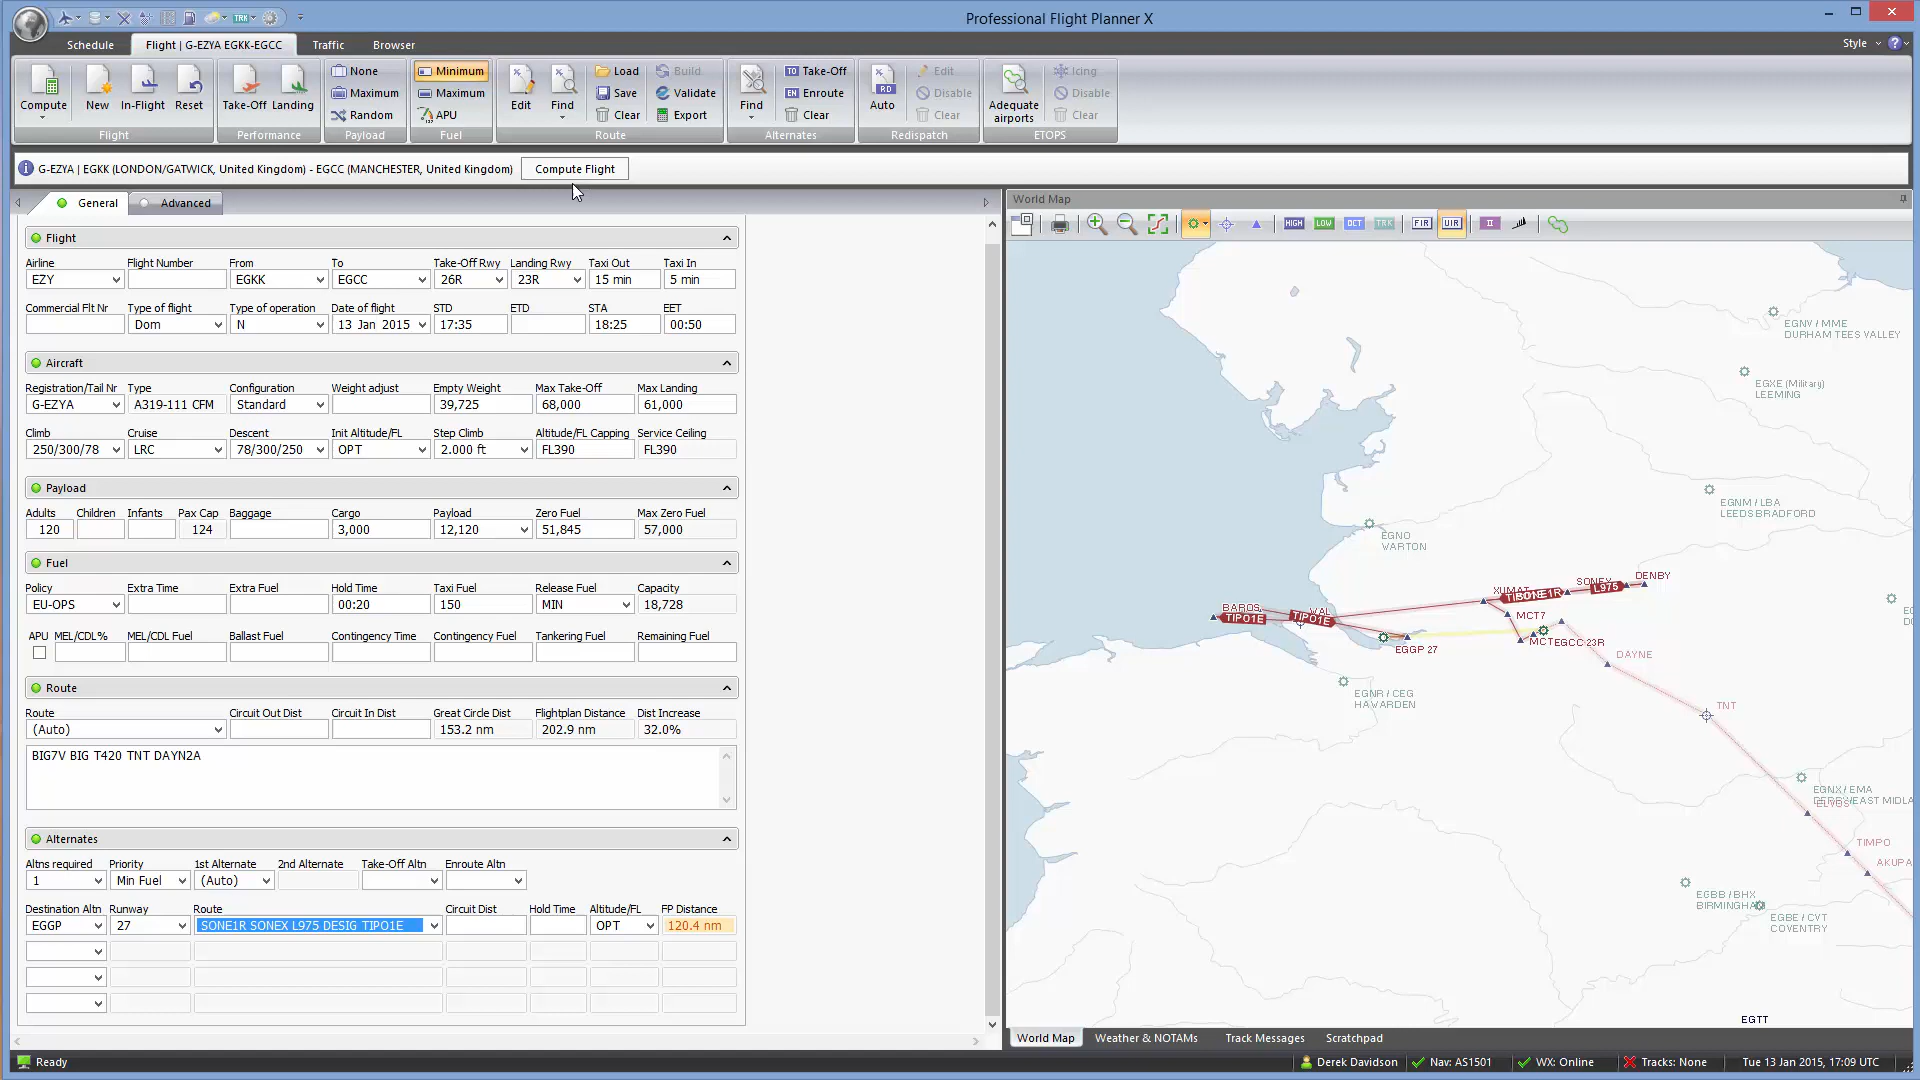 Professional Flight Planner X
TRK
Schedule
Flight | G-EZYA EGKK-EGCC
Traffic
Browser
Style
Compute
New
In-Flight
Reset
Flight
Take-Off
Landing
Performance
None
Maximum
Random
Payload
Minimum
Maximum
APU
Fuel
Edit
Find
Load
Save
Clear
Build
Validate
Export
Route
Find
TO Take-Off
EN Enroute
Clear
Alternates
RD
Auto
Edit
Disable
Clear
Redispatch
Adequate
airports
Icing
Disable
Clear
ETOPS
G-EZYA | EGKK (LONDON/GATWICK, United Kingdom) - EGCC (MANCHESTER, United Kingdom)
Compute Flight
General
Advanced
Flight
Airline Flight Number From To Take-Off Rwy Landing Rwy Taxi Out Taxi In
EZY EGKK EGCC 26R 23R 15 min 5 min
Commercial Flt Nr Type of flight Type of operation Date of flight STD ETD STA EET
Dom N 13 Jan 2015 17:35 18:25 00:50
Aircraft
Registration/Tail Nr Type Configuration Weight adjust Empty Weight Max Take-Off Max Landing
G-EZYA A319-111 CFM Standard 39,725 68,000 61,000
Climb Cruise Descent Init Altitude/FL Step Climb Altitude/FL Capping Service Ceiling
250/300/78 LRC 78/300/250 OPT 2.000 ft FL390 FL390
Payload
Adults Children Infants Pax Cap Baggage Cargo Payload Zero Fuel Max Zero Fuel
120 124 3,000 12,120 51,845 57,000
Fuel
Policy Extra Time Extra Fuel Hold Time Taxi Fuel Release Fuel Capacity
EU-OPS 00:20 150 MIN 18,728
APU MEL/CDL% MEL/CDL Fuel Ballast Fuel Contingency Time Contingency Fuel Tankering Fuel Remaining Fuel
Route
Route Circuit Out Dist Circuit In Dist Great Circle Dist Flightplan Distance Dist Increase
(Auto) 153.2 nm 202.9 nm 32.0%
BIG7V BIG T420 TNT DAYN2A
Alternates
Altns required Priority 1st Alternate 2nd Alternate Take-Off Altn Enroute Altn
1 Min Fuel (Auto)
Destination Altn Runway Route Circuit Dist Hold Time Altitude/FL FP Distance
EGGP 27 SONE1R SONEX L975 DESIG TIPO1E OPT 120.4 nm
World Map
HIGH LOW OCT TRK FIR UIR
EGNV / MME
DURHAM TEES VALLEY
EGXE (Military)
LEEMING
EGNM / LBA
LEEDS BRADFORD
EGNO
WARTON
DENBY
SONEX
L975
XUMAT
MCT7
BAROS
TIPO1E
WAL
TIPO1E
EGGP 27
EGCC 23R
DAYNE
EGNR / CEG
HAWARDEN
TNT
EGNX / EMA
TIMPO
AKUPA
EGBB / BHX
BIRMINGHAM
EGBE / CVT
COVENTRY
EGTT
World Map
Weather & NOTAMs
Track Messages
Scratchpad
Ready
Derek Davidson
Nav: AS1501
WX: Online
Tracks: None
Tue 13 Jan 2015, 17:09 UTC